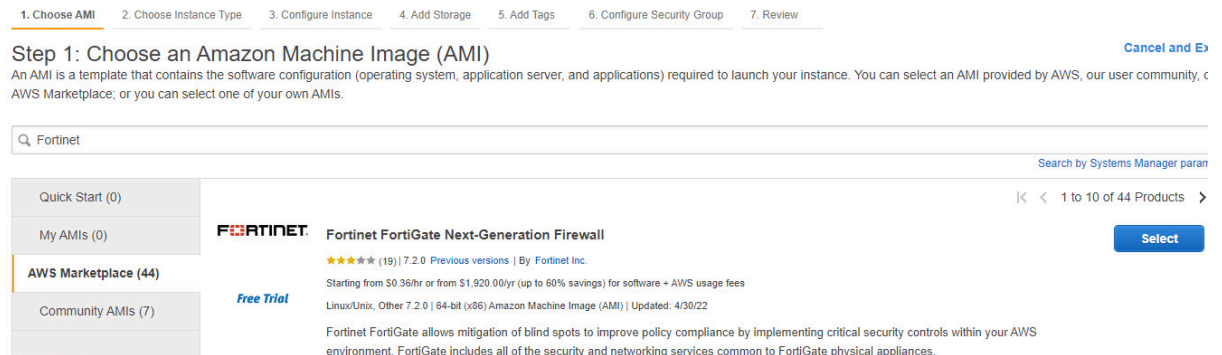 1. Choose AMI 2. Choose Instance Type 3. Configure Instance 4. Add Storage 5. Add Tags 6. Configure Security Group 7. Review
Step 1: Choose an Amazon Machine Image (AMI)
Cancel and Ex
An AMI is a template that contains the software configuration (operating system, application server, and applications) required to launch your instance. You can select an AMI provided by AWS, our user community, o
AWS Marketplace; or you can select one of your own AMIs.
Fortinet
Search by Systems Manager param
Quick Start (0)
1 to 10 of 44 Products
My AMIs (0)
AWS Marketplace (44)
Community AMIs (7)
FORTINET
Free Trial
Fortinet FortiGate Next-Generation Firewall
Select
(19) | 7.2.0 Previous versions | By Fortinet Inc.
Starting from $0.36/hr or from $1,920.00/yr (up to 60% savings) for software + AWS usage fees
Linux/Unix, Other 7.2.0 | 64-bit (x86) Amazon Machine Image (AMI) | Updated: 4/30/22
Fortinet FortiGate allows mitigation of blind spots to improve policy compliance by implementing critical security controls within your AWS
environment. FortiGate includes all of the security and networking services common to FortiGate physical appliances.